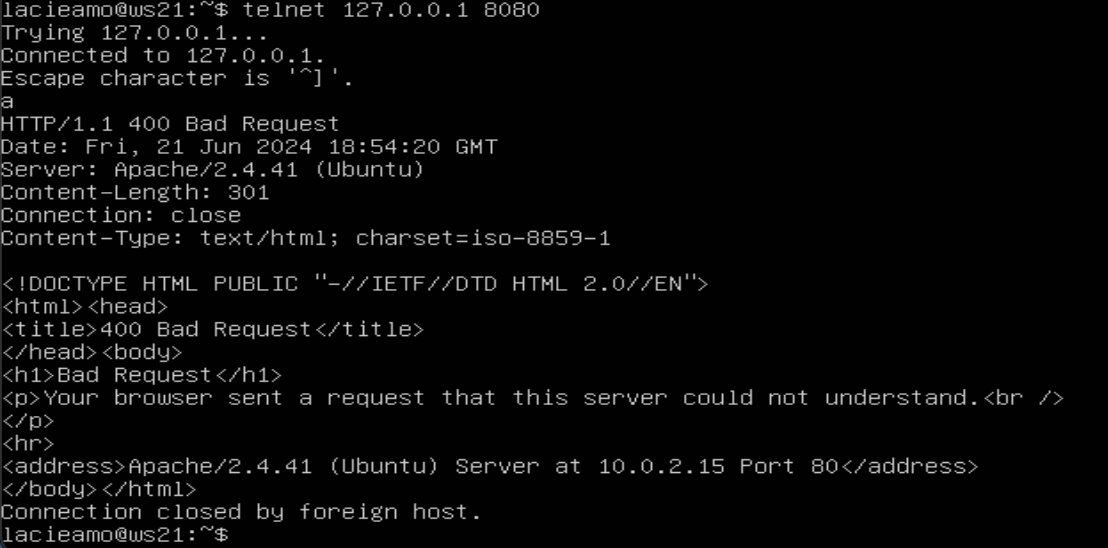 lacieamo@ws21:~$ telnet 127.0.0.1 8080
Trying 127.0.0.1...
Connected to 127.0.0.1.
Escape character is '^]'.
a
HTTP/1.1 400 Bad Request
Date: Fri, 21 Jun 2024 18:54:20 GMT
Server: Apache/2.4.41 (Ubuntu)
Content-Length: 301
Connection: close
Content-Type: text/html; charset=iso-8859-1

<!DOCTYPE HTML PUBLIC "-//IETF//DTD HTML 2.0//EN">
<html><head>
<title>400 Bad Request</title>
</head><body>
<h1>Bad Request</h1>
<p>Your browser sent a request that this server could not understand.<br />
</p>
<hr>
<address>Apache/2.4.41 (Ubuntu) Server at 10.0.2.15 Port 80</address>
</body></html>
Connection closed by foreign host.
lacieamo@ws21:~$